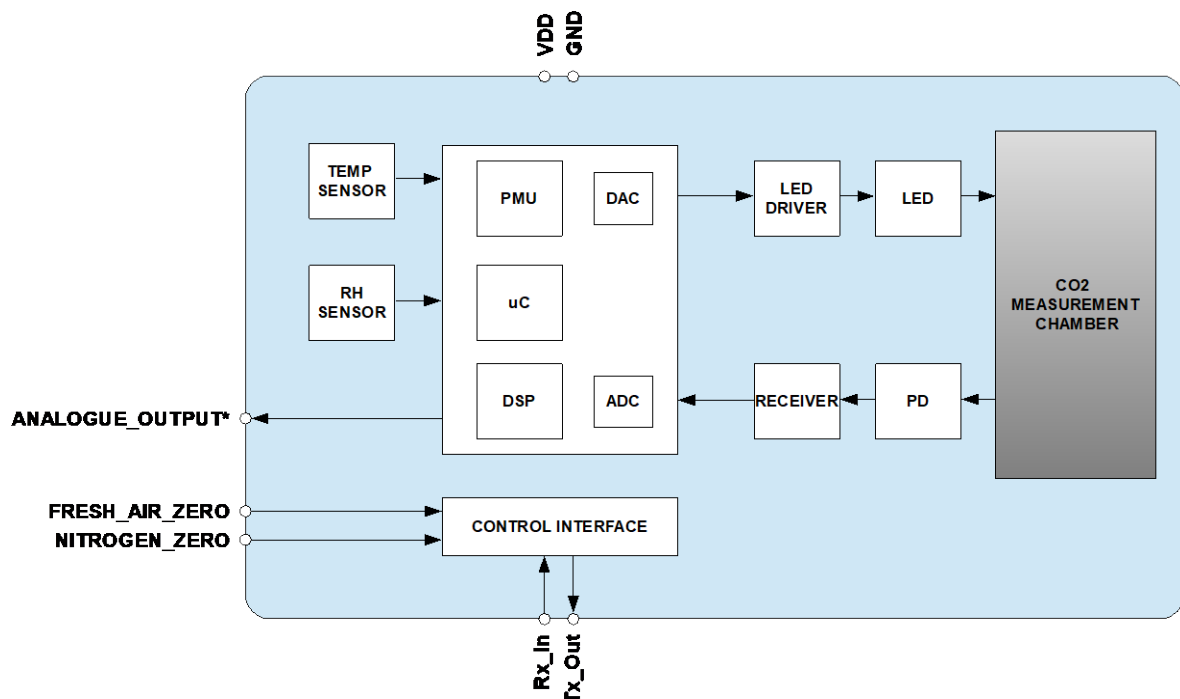 VDD
GND
TEMP
SENSOR
PMU
DAC
LED
DRIVER
LED
RH
SENSOR
uC
CO2
MEASUREMENT
CHAMBER
DSP
ADC
RECEIVER
PD
ANALOGUE_OUTPUT*
FRESH_AIR_ZERO
NITROGEN_ZERO
CONTROL INTERFACE
Rx_In
Tx_Out